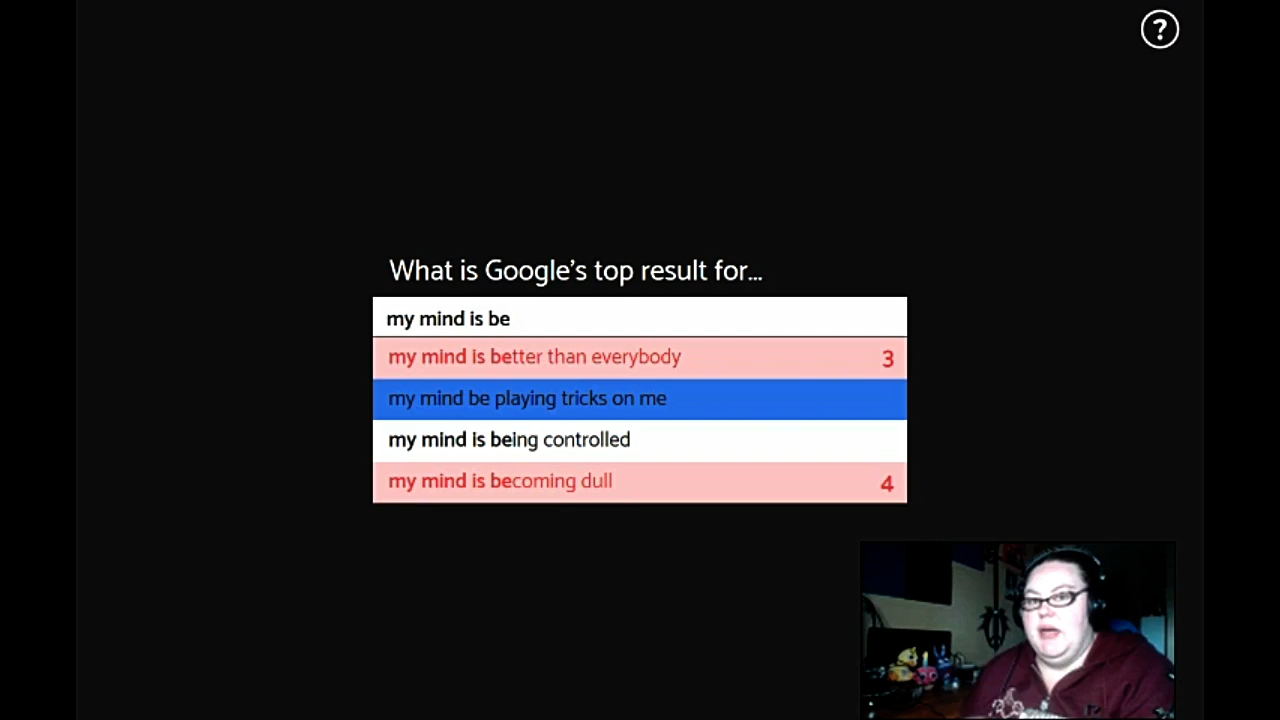 ?
What is Google's top result for...
my mind is be
my mind is better than everybody 3
my mind be playing tricks on me
my mind is being controlled
my mind is becoming dull 4